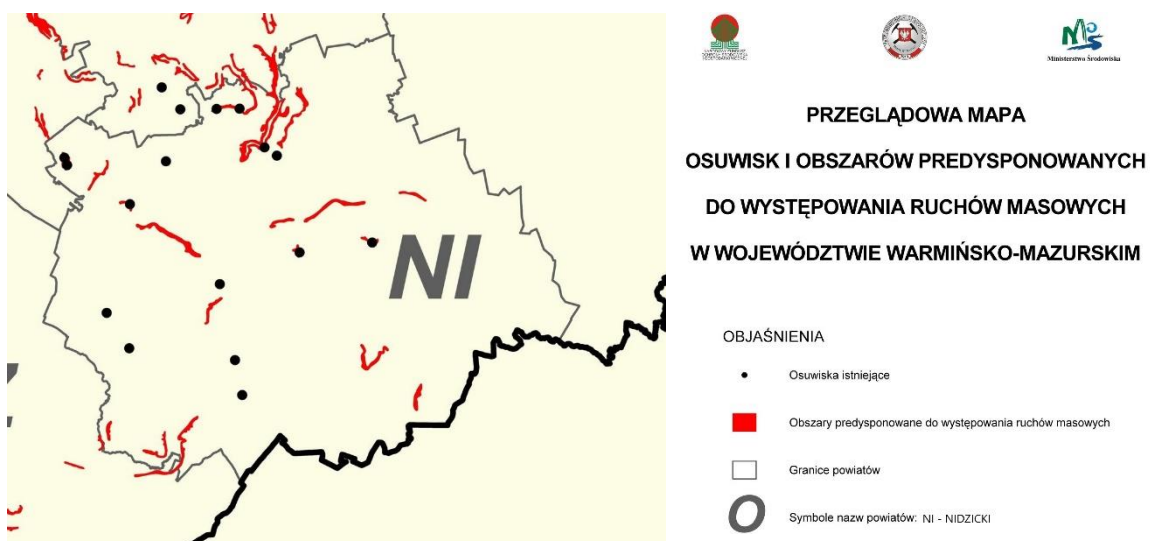 NI
Ministerstwo Środowiska
PRZEGLĄDOWA MAPA
OSUWISK I OBSZARÓW PREDYSPONOWANYCH
DO WYSTĘPOWANIA RUCHÓW MASOWYCH
W WOJEWÓDZTWIE WARMIŃSKO-MAZURSKIM
OBJAŚNIENIA
Osuwiska istniejące
Obszary predysponowane do występowania ruchów masowych
Granice powiatów
O Symbole nazw powiatów: NI - NIDZICKI